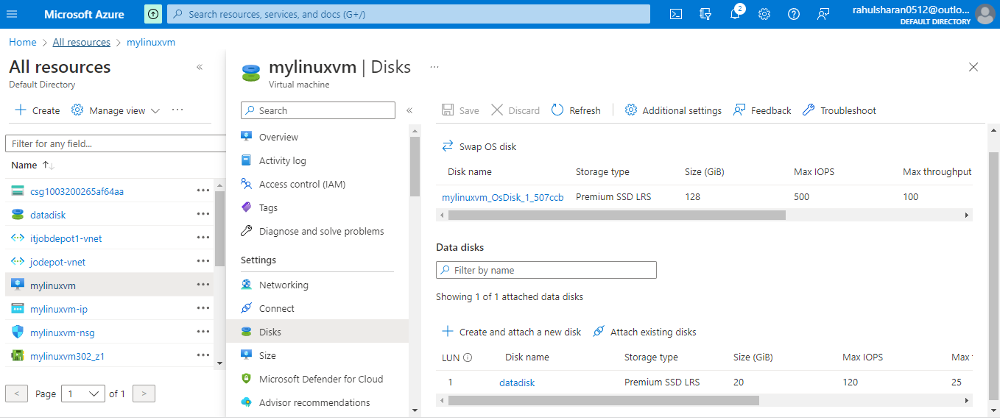 Microsoft Azure
Search resources, services, and docs (G+/)
2
rahulsharan0512@outlo...
DEFAULT DIRECTORY
Home > All resources > mylinuxvm
All resources
Default Directory
Create
Manage view
Filter for any field...
Name
csg1003200265af64aa
datadisk
itjobdepot1-vnet
jodepot-vnet
mylinuxvm
mylinuxvm-ip
mylinuxvm-nsg
mylinuxvm302_z1
< Page 1 of 1 >
mylinuxvm | Disks
Virtual machine
Search
Overview
Activity log
Access control (IAM)
Tags
Diagnose and solve problems
Settings
Networking
Connect
Disks
Size
Microsoft Defender for Cloud
Advisor recommendations
Save Discard Refresh Additional settings Feedback Troubleshoot
Swap OS disk
Disk name Storage type Size (GiB) Max IOPS Max throughput
mylinuxvm_OsDisk_1_507ccb Premium SSD LRS 128 500 100
Data disks
Filter by name
Showing 1 of 1 attached data disks
Create and attach a new disk Attach existing disks
LUN Disk name Storage type Size (GiB) Max IOPS Max
1 datadisk Premium SSD LRS 20 120 25